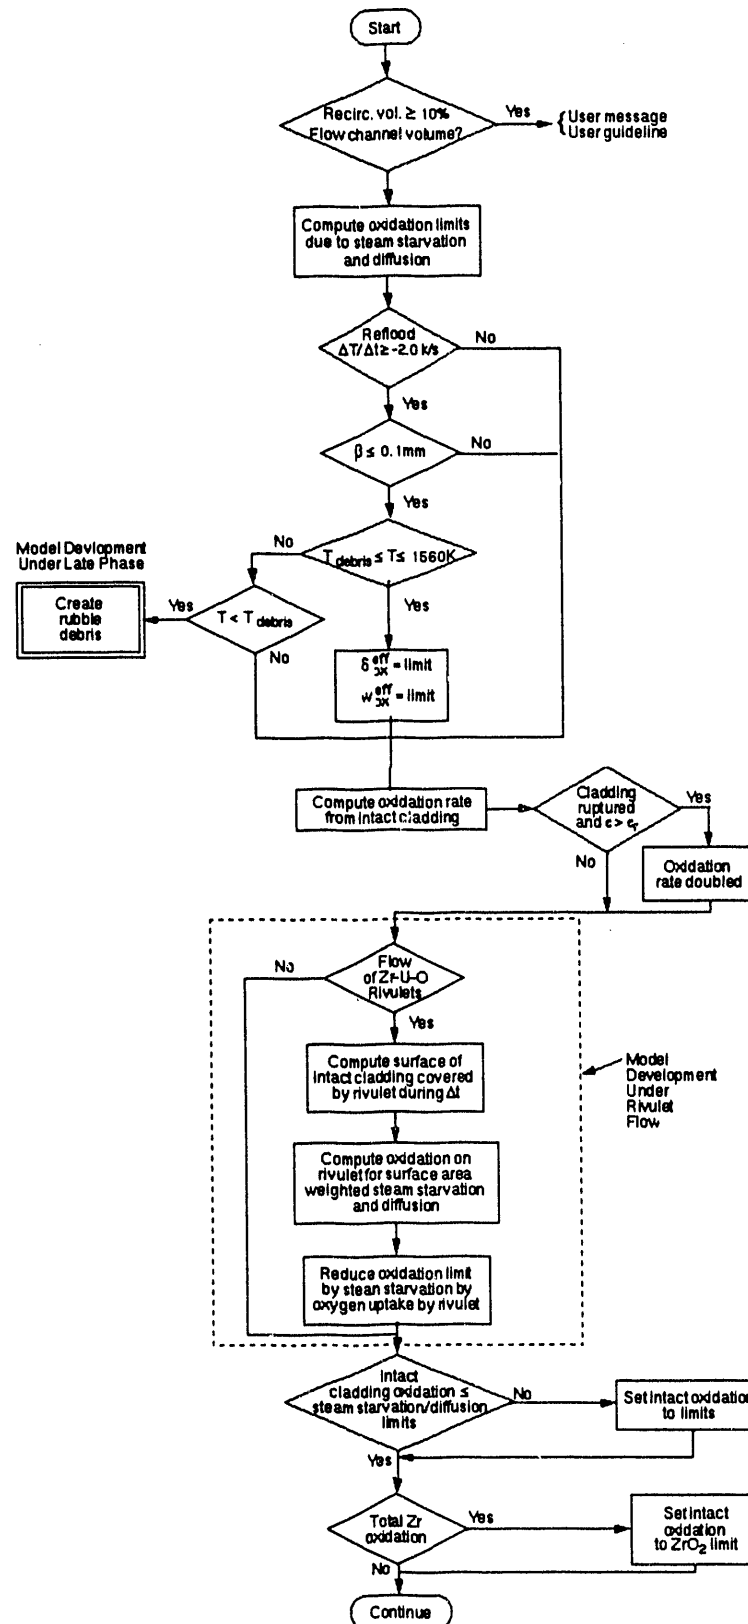 Start
Recirc. vol. ≥ 10%
Flow channel volume?
Yes
User message
User guideline
Compute oxidation limits
due to steam starvation
and diffusion
Reflood
ΔT/Δt ≥ -2.0 k/s
No
Yes
β ≤ 0.1mm
No
Yes
T debris ≤ T ≤ 1560K
No
Model Devlopment
Under Late Phase
Create
rubble
debris
Yes
T < T debris
Yes
No
δ eff ox = limit
w eff ox = limit
Compute oxidation rate
from intact cladding
Cladding
ruptured
and e > e r
Yes
No
Oxidation
rate doubled
Flow
of Zr-U-O
Rivulets
No
Yes
Compute surface of
intact cladding covered
by rivulet during Δt
Model
Development
Under
Rivulet
Flow
Compute oxidation on
rivulet for surface area
weighted steam starvation
and diffusion
Reduce oxidation limit
by stean starvation by
oxygen uptake by rivulet
Intact
cladding oxidation ≤
steam starvation/diffusion
limits
No
Set intact oxidation
to limits
Yes
Total Zr
oxidation
Yes
Set intact
oxidation
to ZrO2 limit
No
Continue